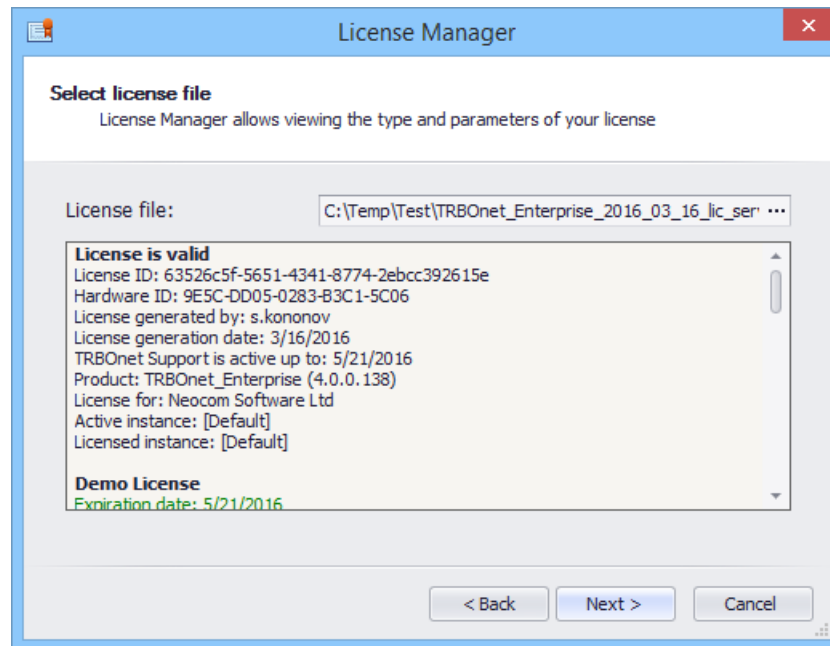 License Manager
Select license file
License Manager allows viewing the type and parameters of your license
License file:
C:\Temp\Test\TRBOnet_Enterprise_2016_03_16_lic_ser ...
License is valid
License ID: 63526c5f-5651-4341-8774-2ebcc392615e
Hardware ID: 9E5C-DD05-0283-B3C1-5C06
License generated by: s.kononov
License generation date: 3/16/2016
TRBOnet Support is active up to: 5/21/2016
Product: TRBOnet_Enterprise (4.0.0.138)
License for: Neocom Software Ltd
Active instance: [Default]
Licensed instance: [Default]
Demo License
Expiration date: 5/21/2016
< Back
Next >
Cancel